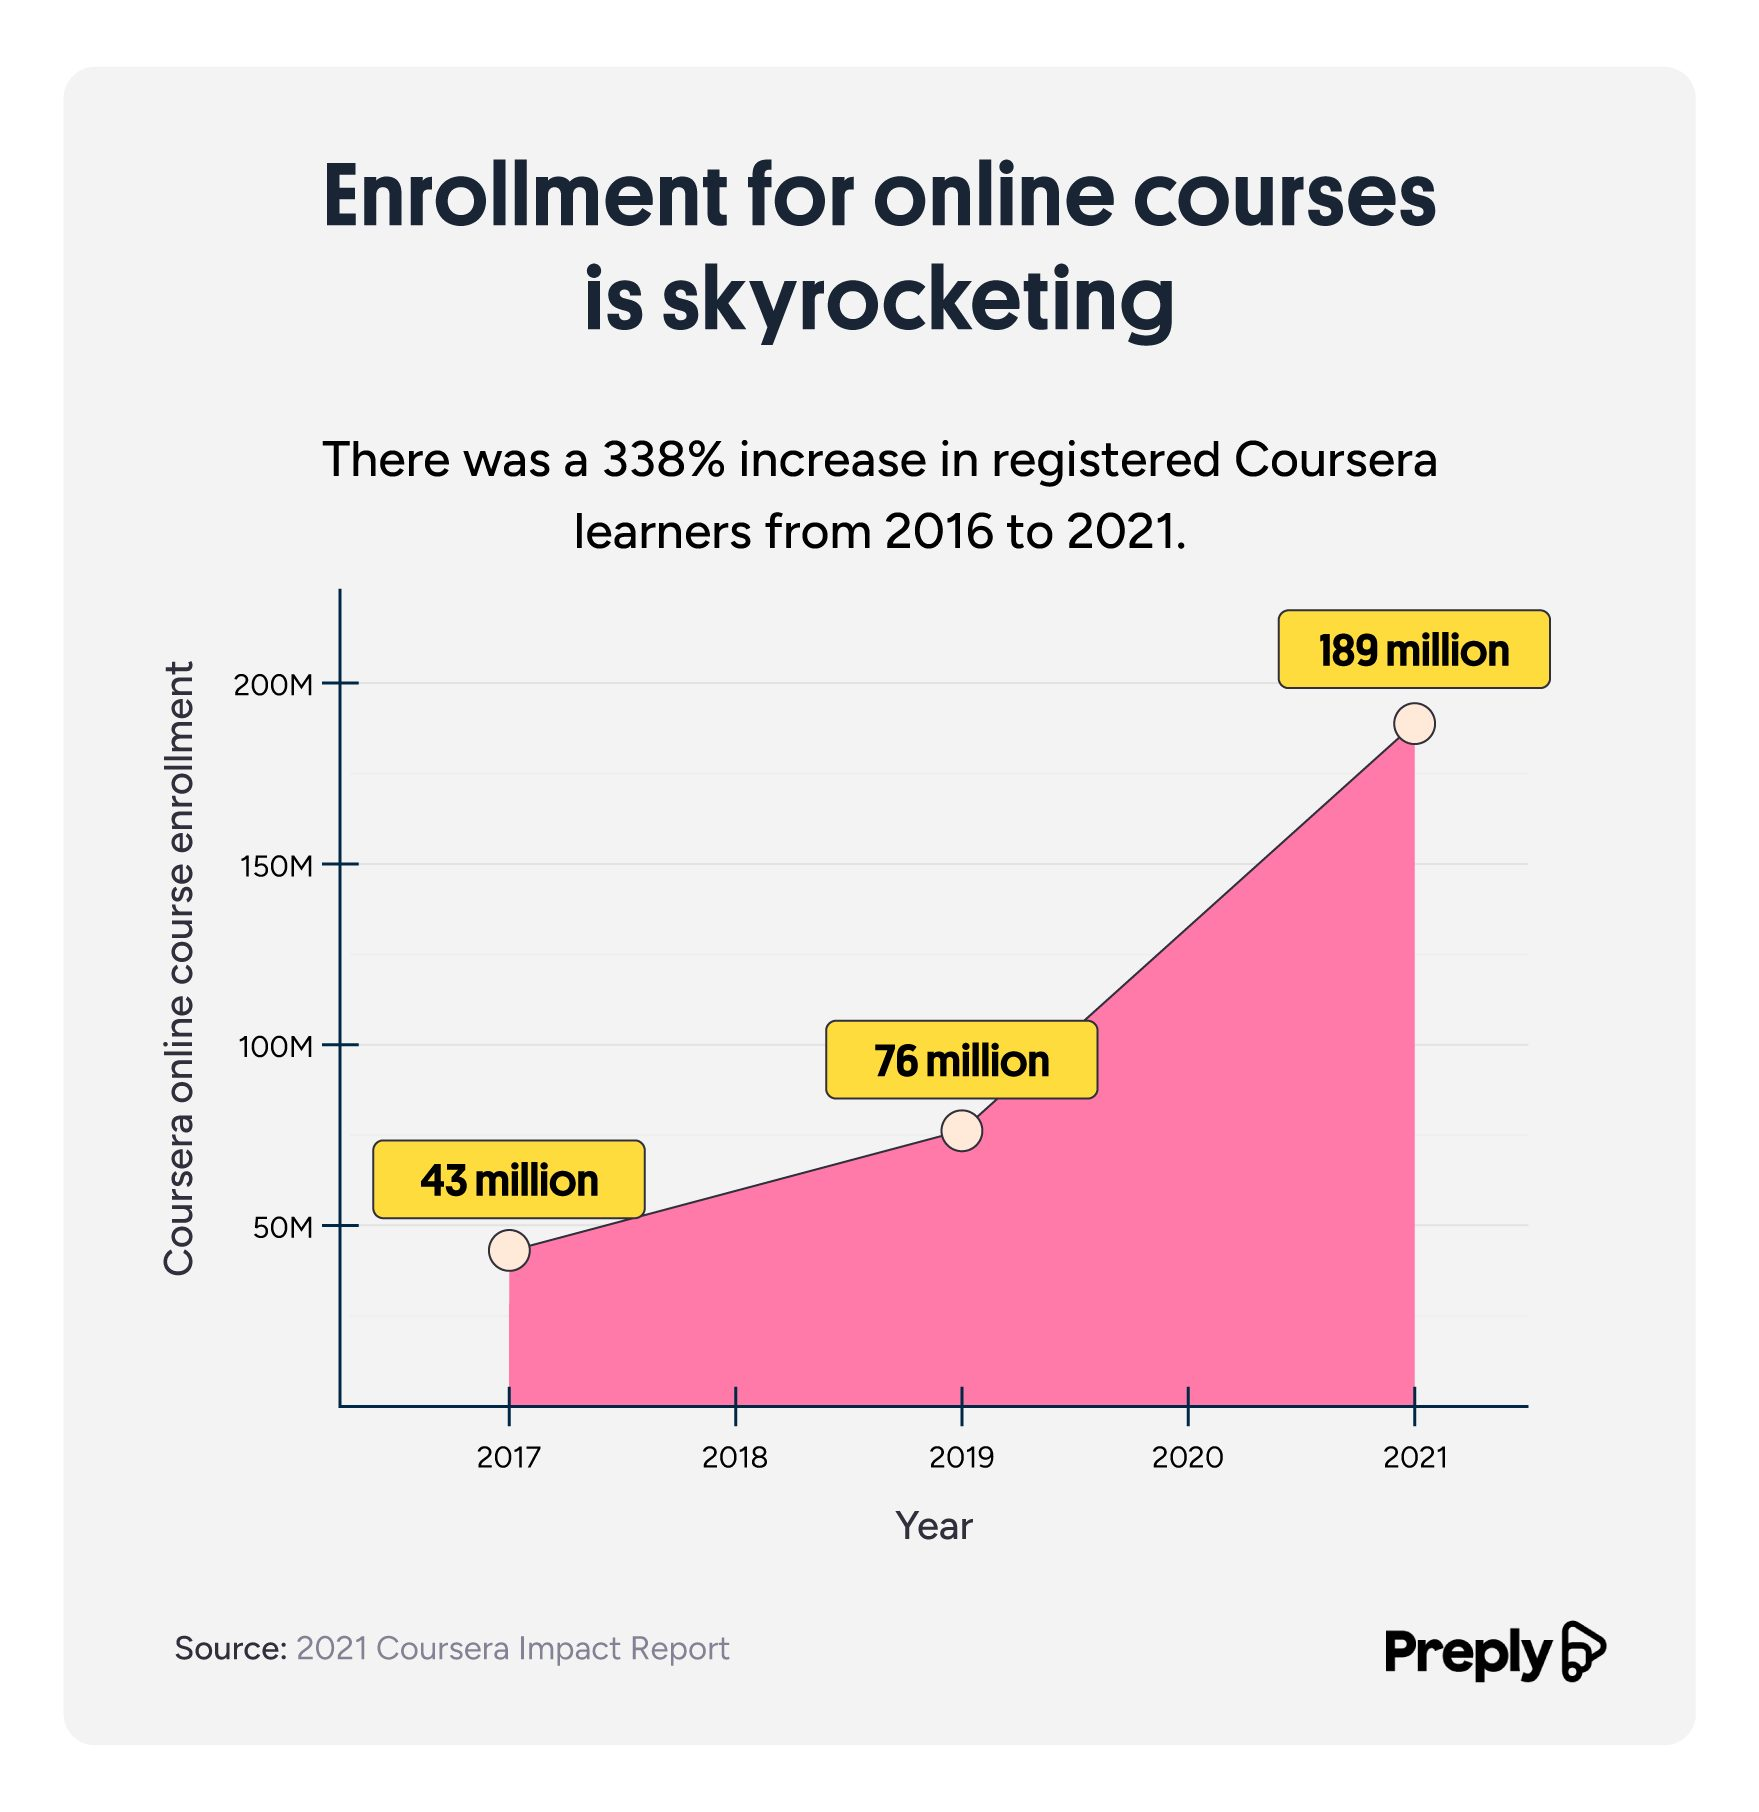 Enrollment for online courses
is skyrocketing
There was a 338% increase in registered Coursera
learners from 2016 to 2021.
Coursera online course enrollment
200M
150M
100M
50M
189 million
76 million
43 million
2017
2018
2019
2020
2021
Year
Source: 2021 Coursera Impact Report
Preply